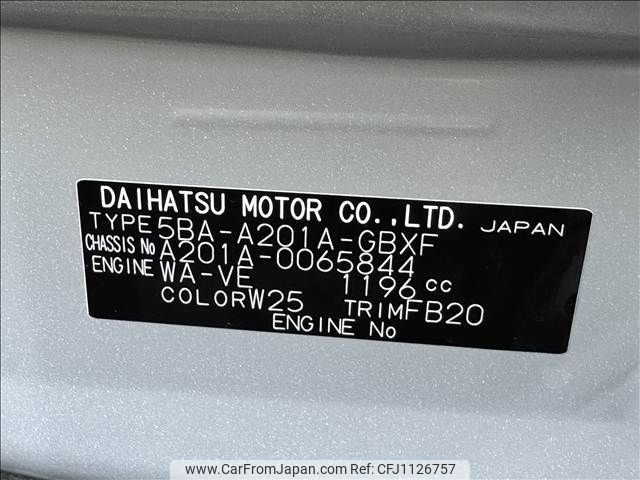 DAIHATSU MOTOR CO.,LTD. JAPAN
TYPE 5BA-A201A-GBXF
CHASSIS No A201A-0065844
ENGINE WA-VE 1196 cc
COLOR W25 TRIM FB20
ENGINE No
www.CarFromJapan.com CFJ1126757